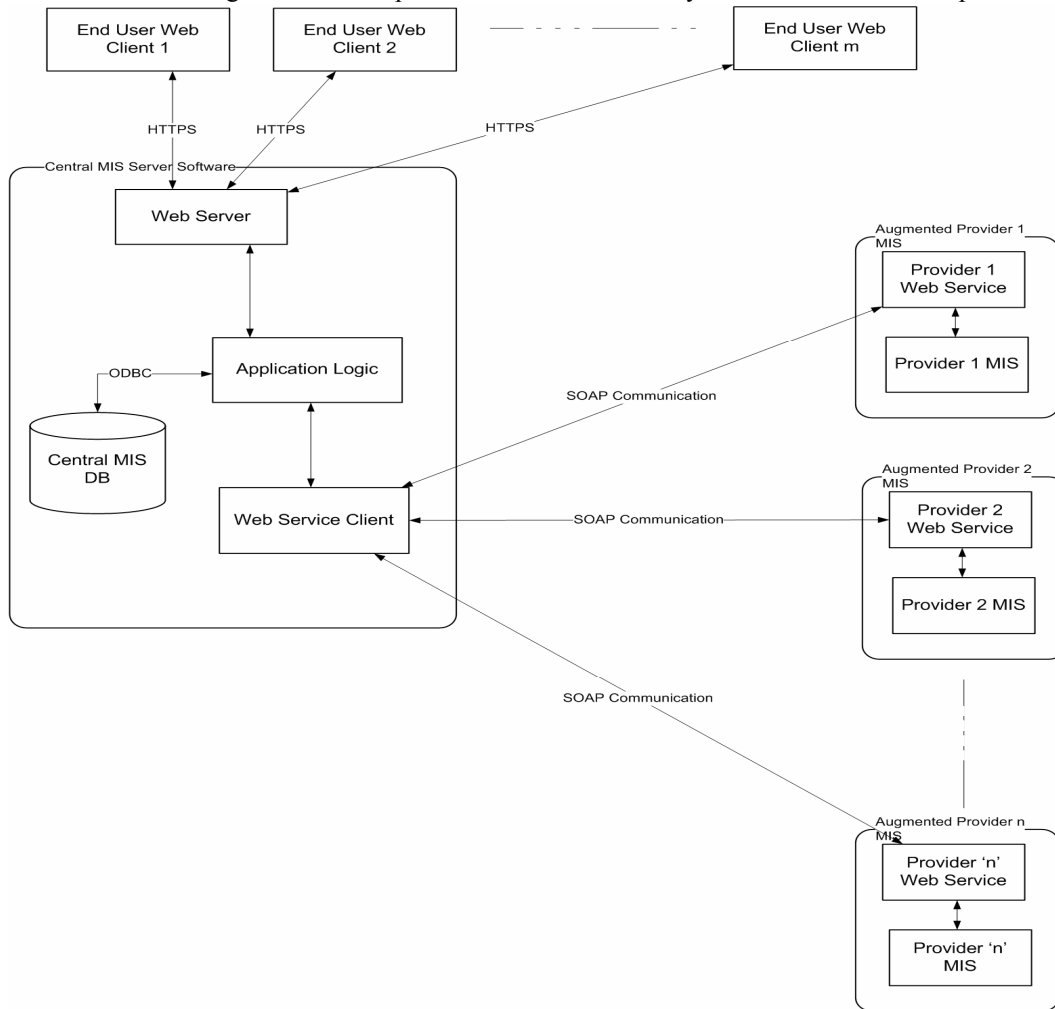 End User Web
Client 1
End User Web
Client 2
End User Web
Client m
HTTPS
HTTPS
HTTPS
Central MIS Server Software
Web Server
Application Logic
ODBC
Central MIS
DB
Web Service Client
SOAP Communication
SOAP Communication
SOAP Communication
Augmented Provider 1
MIS
Provider 1
Web Service
Provider 1 MIS
Augmented Provider 2
MIS
Provider 2
Web Service
Provider 2 MIS
Augmented Provider n
MIS
Provider ‘n’
Web Service
Provider ‘n’
MIS